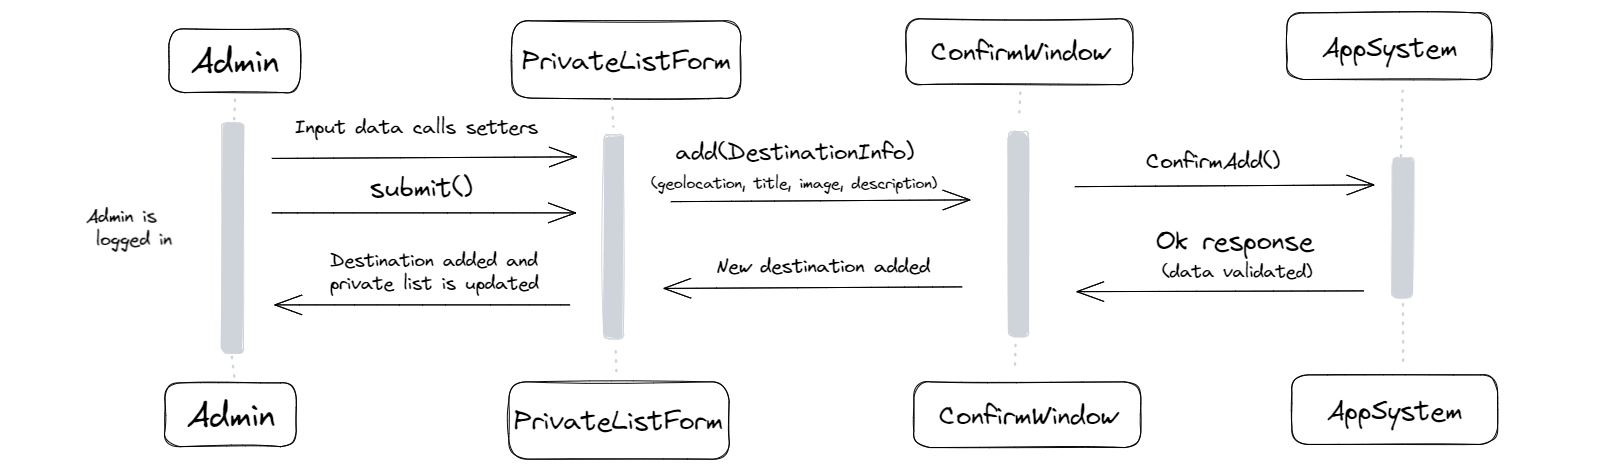 Admin
PrivateListForm
ConfirmWindow
AppSystem
Input data calls setters
submit()
add(DestinationInfo)
(geolocation, title, image, description)
ConfirmAdd()
Admin is
logged in
Destination added and
private list is updated
New destination added
Ok response
(data validated)
Admin
PrivateListForm
ConfirmWindow
AppSystem